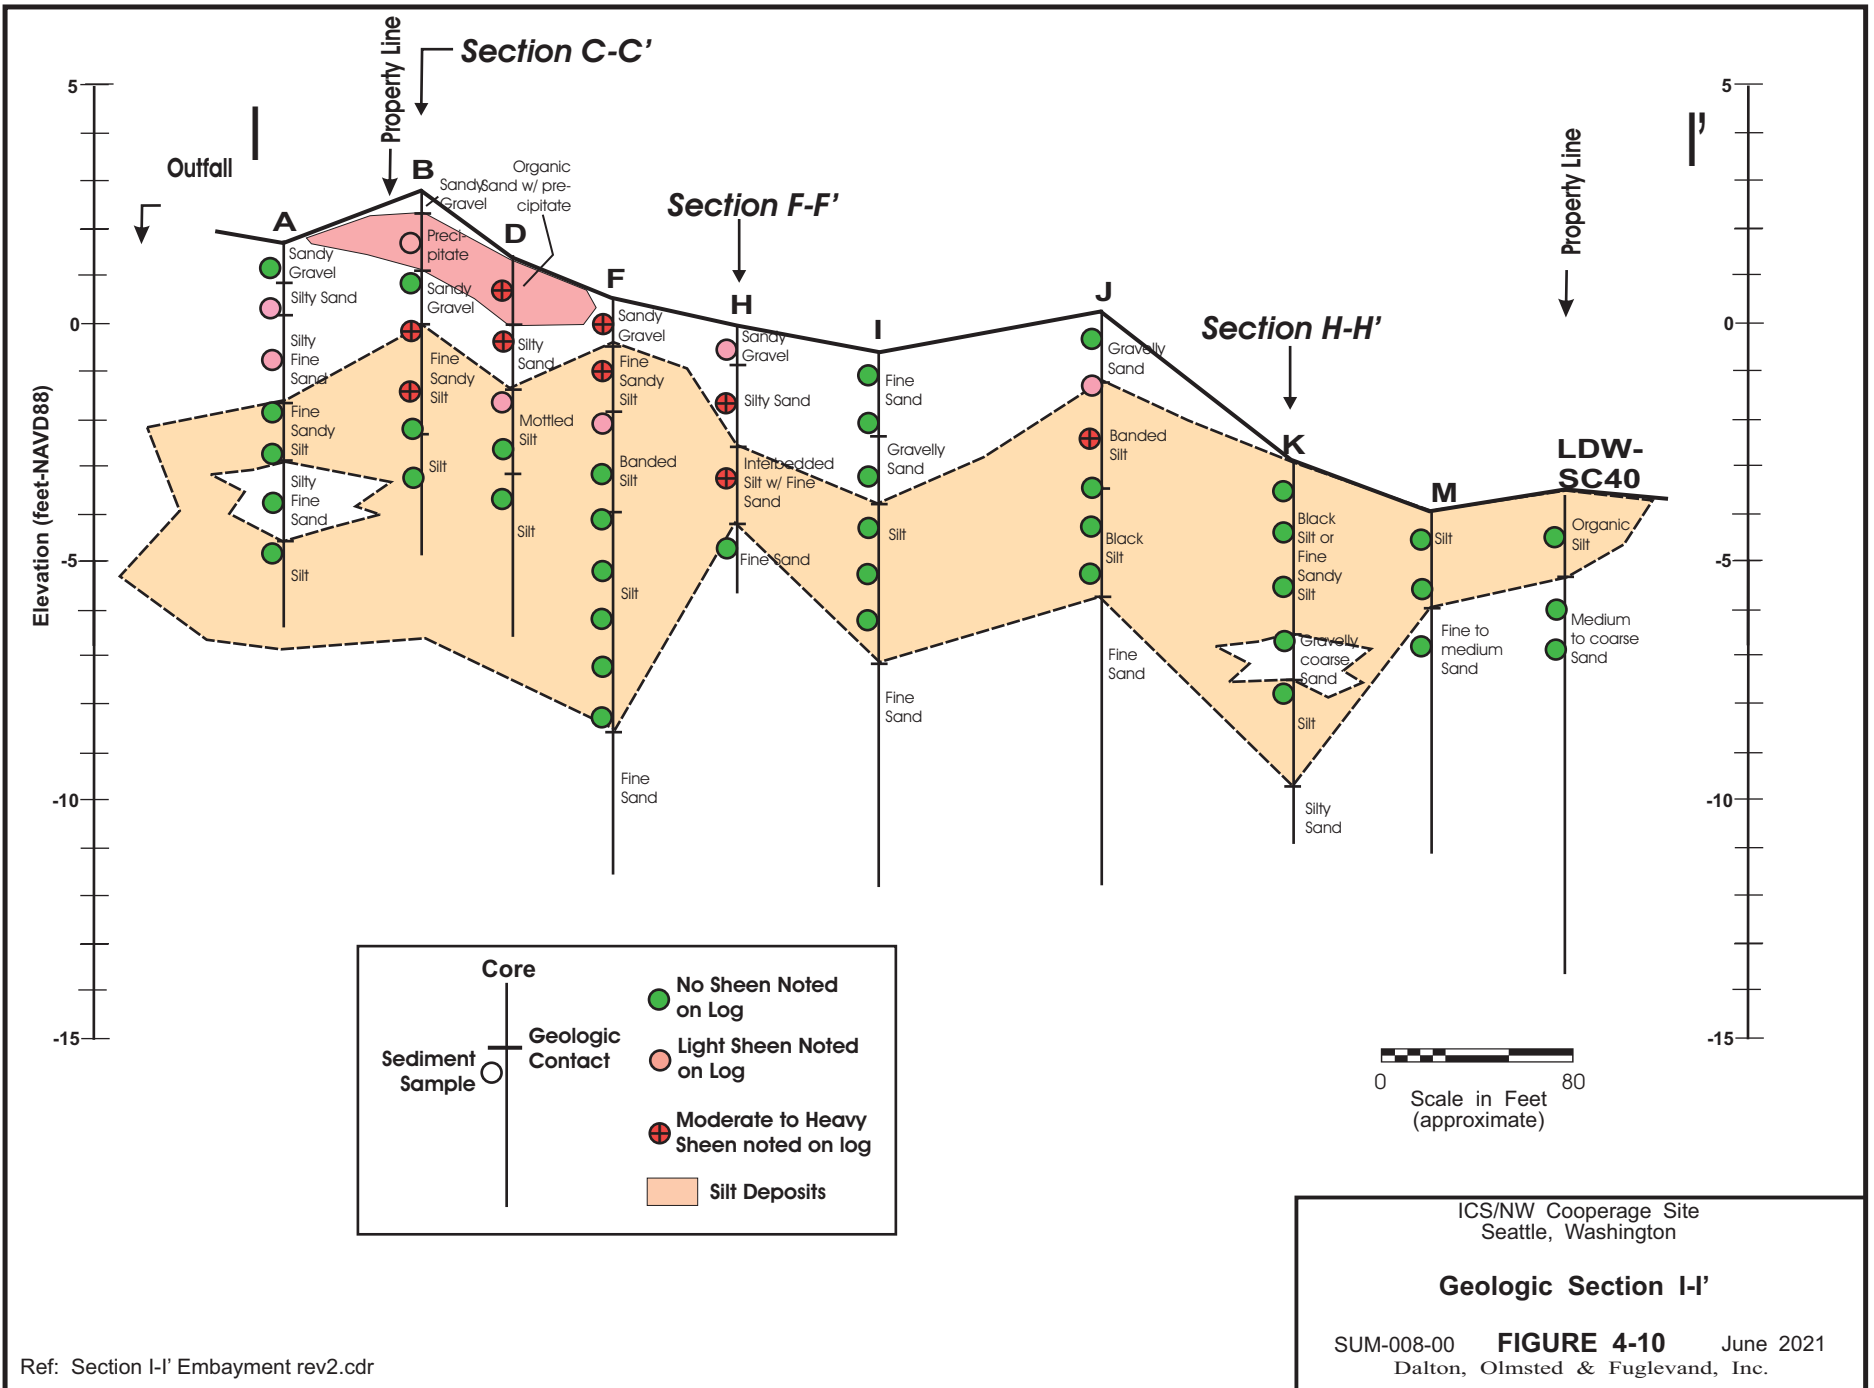 Property Line
Section C-C'
5
5
I
I'
Property Line
Outfall
B
Organic
Sand w/ pre-
cipitate
Sandy
Gravel
Section F-F'
A
D
Preci-
pitate
Sandy
Gravel
Silty Sand
Silty
Fine
Sand
Fine
Sandy
Silt
Silty
Fine
Sand
Silt
Sandy
Gravel
Fine
Sandy
Silt
Silt
Silty
Sand
Mottled
Silt
Silt
F
Sandy
Gravel
Fine
Sandy
Silt
Banded
Silt
Silt
Fine
Sand
H
Sandy
Gravel
Silty Sand
Interbedded
Silt w/ Fine
Sand
Fine Sand
I
Fine
Sand
Gravelly
Sand
Silt
Fine
Sand
J
Gravelly
Sand
Banded
Silt
Black
Silt
Fine
Sand
Section H-H'
K
Black
Silt or
Fine
Sandy
Silt
Gravelly
coarse
Sand
Silt
Silty
Sand
M
Silt
Fine to
medium
Sand
LDW-
SC40
Organic
Silt
Medium
to coarse
Sand
Elevation (feet-NAVD88)
0
-5
-10
-15
0
-5
-10
-15
Core
Geologic
Contact
Sediment
Sample
No Sheen Noted
on Log
Light Sheen Noted
on Log
Moderate to Heavy
Sheen noted on log
Silt Deposits
0 80
Scale in Feet
(approximate)
ICS/NW Cooperage Site
Seattle, Washington
Geologic Section I-I'
SUM-008-00 FIGURE 4-10 June 2021
Dalton, Olmsted & Fuglevand, Inc.
Ref: Section I-I' Embayment rev2.cdr